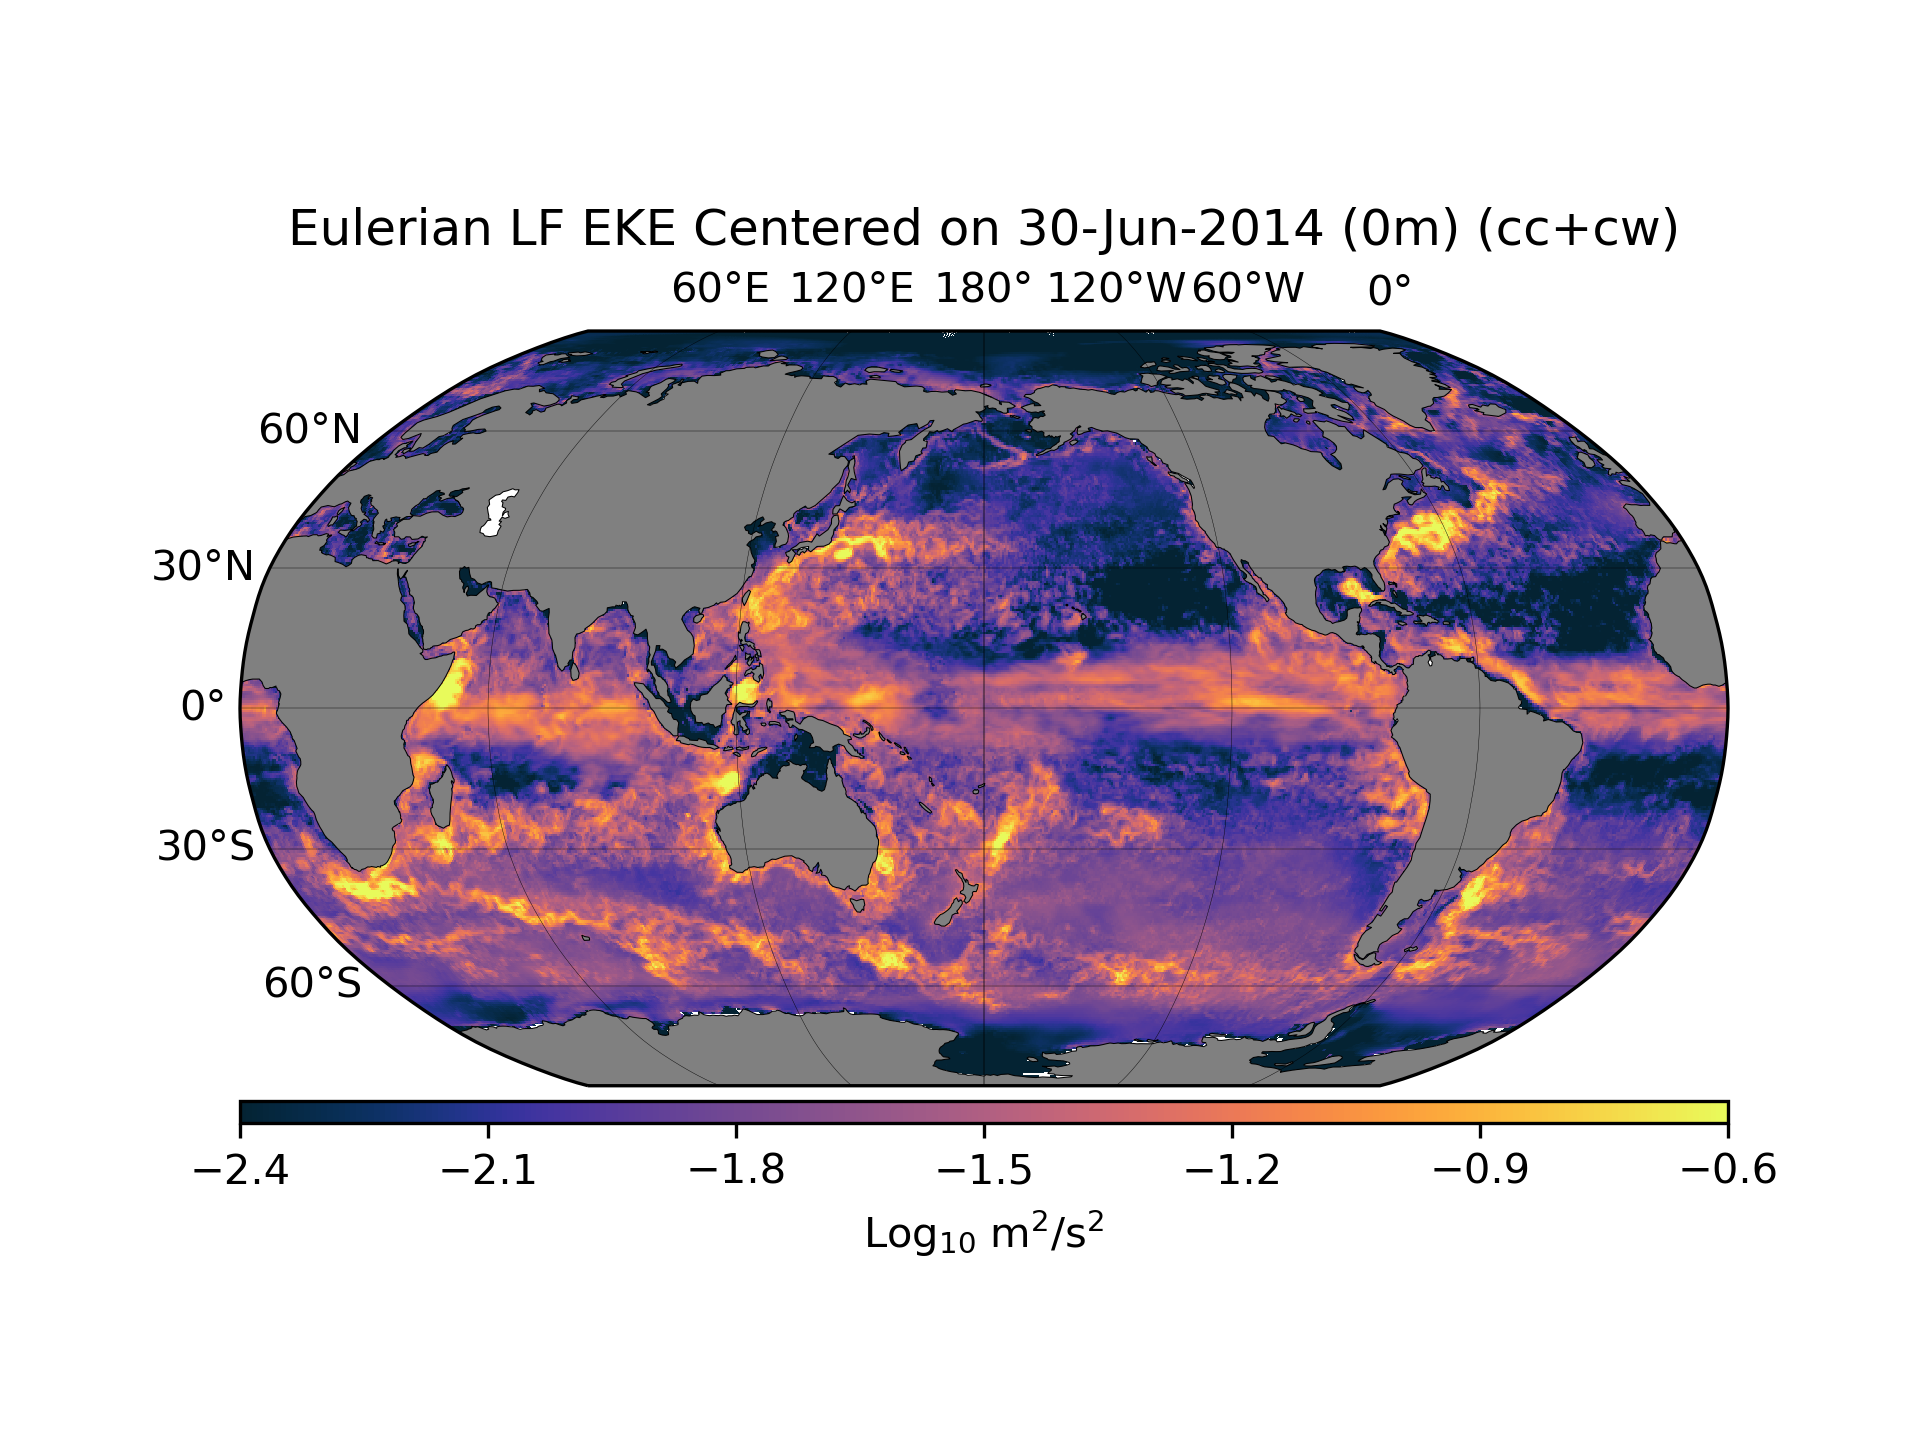 Eulerian LF EKE Centered on 30-Jun-2014 (0m) (cc+cw)
60°E 120°E 180° 120°W 60°W 0°
60°N
30°N
0°
30°S
60°S
−2.4 −2.1 −1.8 −1.5 −1.2 −0.9 −0.6
Log₁₀ m²/s²